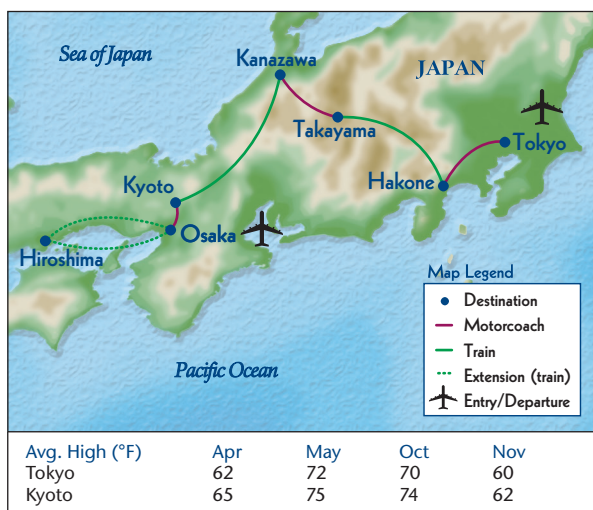 Sea of Japan
Kanazawa
JAPAN
Takayama
Tokyo
Hakone
Kyoto
Osaka
Hiroshima
Pacific Ocean
Map Legend
Destination
Motorcoach
Train
Extension (train)
Entry/Departure
Avg. High (°F) Apr May Oct Nov
Tokyo 62 72 70 60
Kyoto 65 75 74 62